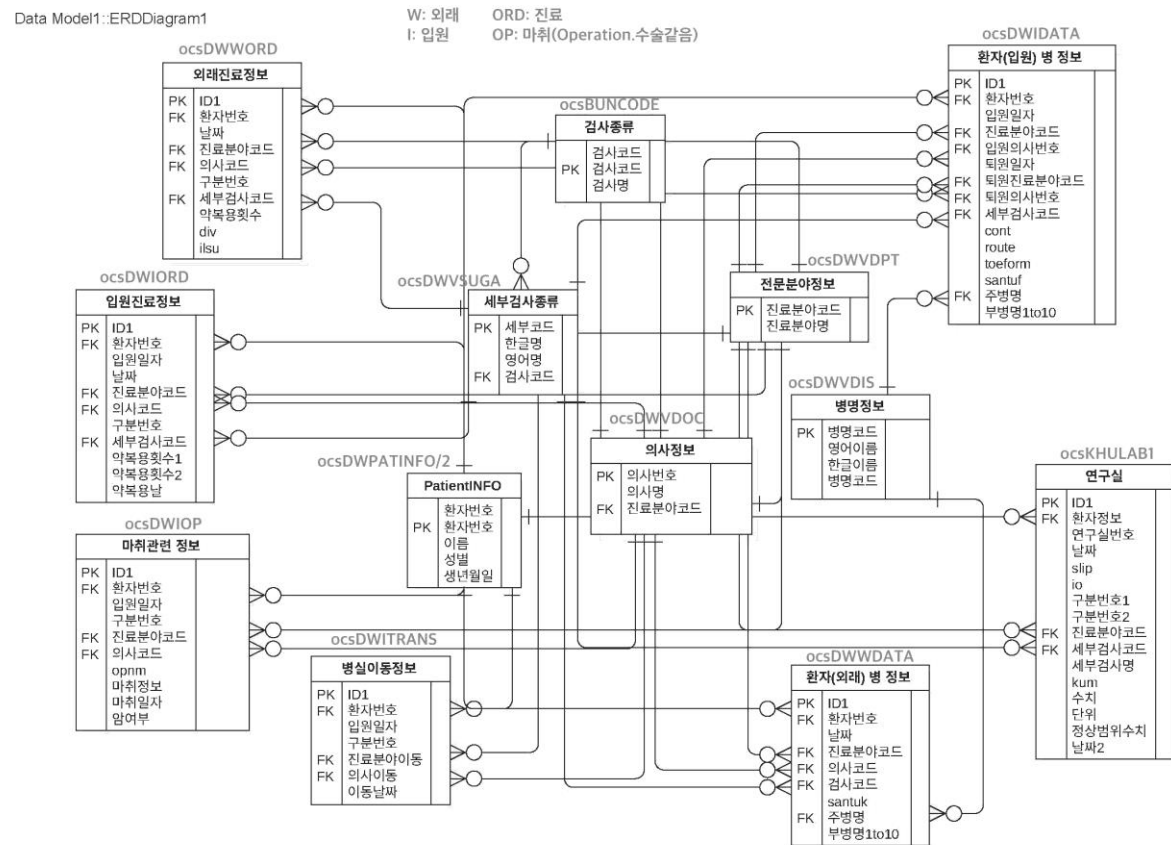 Data Model1::ERDDiagram1
W: 외래 ORD: 진료
I: 입원 OP: 마취(Operation.수술같음)
ocsDWWORD
외래진료정보
PK ID1
FK 환자번호
날짜
FK 진료분야코드
FK 의사코드
구분번호
FK 세부검사코드
약복용횟수
div
ilsu
ocsBUNCODE
검사종류
검사코드
PK 검사코드
검사명
ocsDWIDATA
환자(입원) 병 정보
PK ID1
FK 환자번호
입원일자
FK 진료분야코드
FK 입원의사번호
퇴원일자
FK 퇴원진료분야코드
FK 퇴원의사번호
FK 세부검사코드
cont
route
toeform
santuf
FK 주병명
부병명1to10
ocsDWIORD
입원진료정보
PK ID1
FK 환자번호
입원일자
날짜
FK 진료분야코드
FK 의사코드
구분번호
FK 세부검사코드
약복용횟수1
약복용횟수2
약복용날
ocsDWVSUGA
세부검사종류
PK 세부코드
한글명
영어명
FK 검사코드
ocsDWVDPT
전문분야정보
PK 진료분야코드
진료분야명
ocsDWVDIS
병명정보
PK 병명코드
영어이름
한글이름
병명코드
ocsDWVDOC
의사정보
PK 의사번호
의사명
FK 진료분야코드
ocsDWPATINFO/2
PatientINFO
환자번호
PK 환자번호
이름
성별
생년월일
ocsKHULAB1
연구실
PK ID1
FK 환자정보
연구실번호
날짜
slip
io
구분번호1
구분번호2
FK 진료분야코드
FK 세부검사코드
세부검사명
kum
수치
단위
정상범위수치
날짜2
ocsDWIOP
마취관련 정보
PK ID1
FK 환자번호
입원일자
구분번호
FK 진료분야코드
FK 의사코드
opnm
마취정보
마취일자
암여부
ocsDWITRANS
병실이동정보
PK ID1
FK 환자번호
입원일자
구분번호
FK 진료분야이동
FK 의사이동
이동날짜
ocsDWWDATA
환자(외래) 병 정보
PK ID1
FK 환자번호
날짜
FK 진료분야코드
FK 의사코드
FK 검사코드
santuk
FK 주병명
부병명1to10